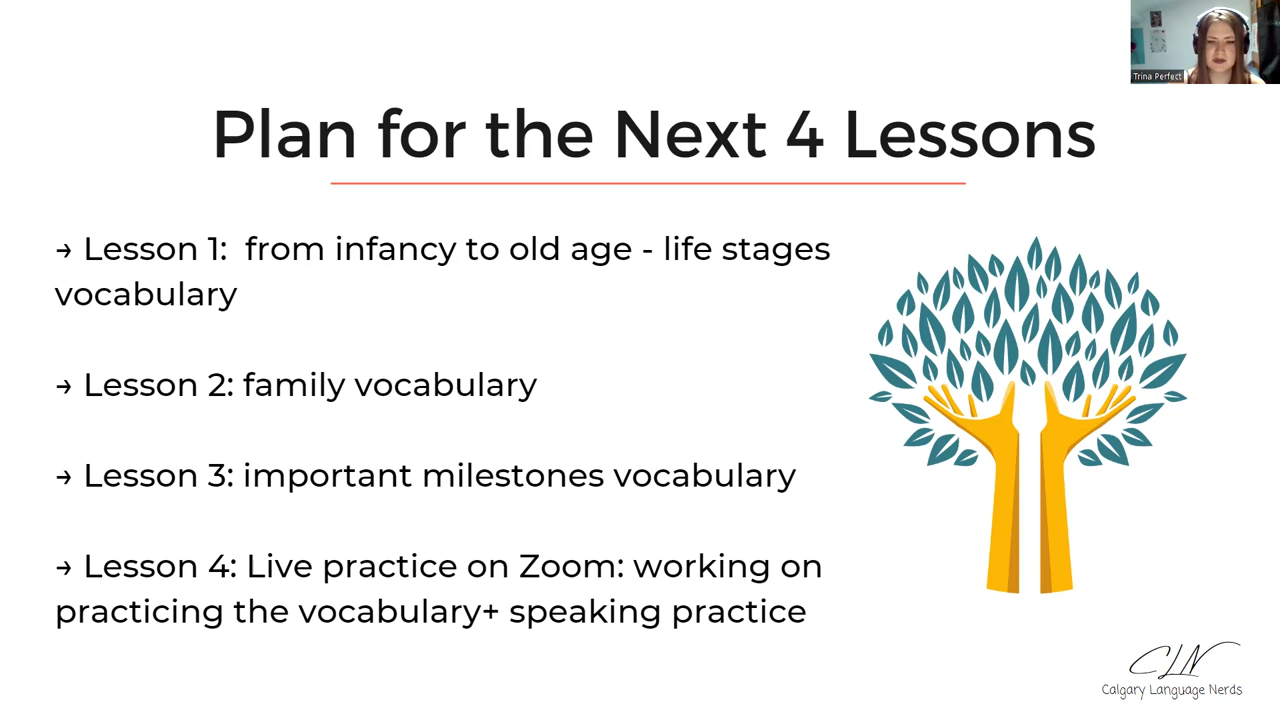 Trina Perfect
Plan for the Next 4 Lessons
→ Lesson 1:  from infancy to old age - life stages
vocabulary
→ Lesson 2: family vocabulary
→ Lesson 3: important milestones vocabulary
→ Lesson 4: Live practice on Zoom: working on
practicing the vocabulary+ speaking practice
CLN
Calgary Language Nerds